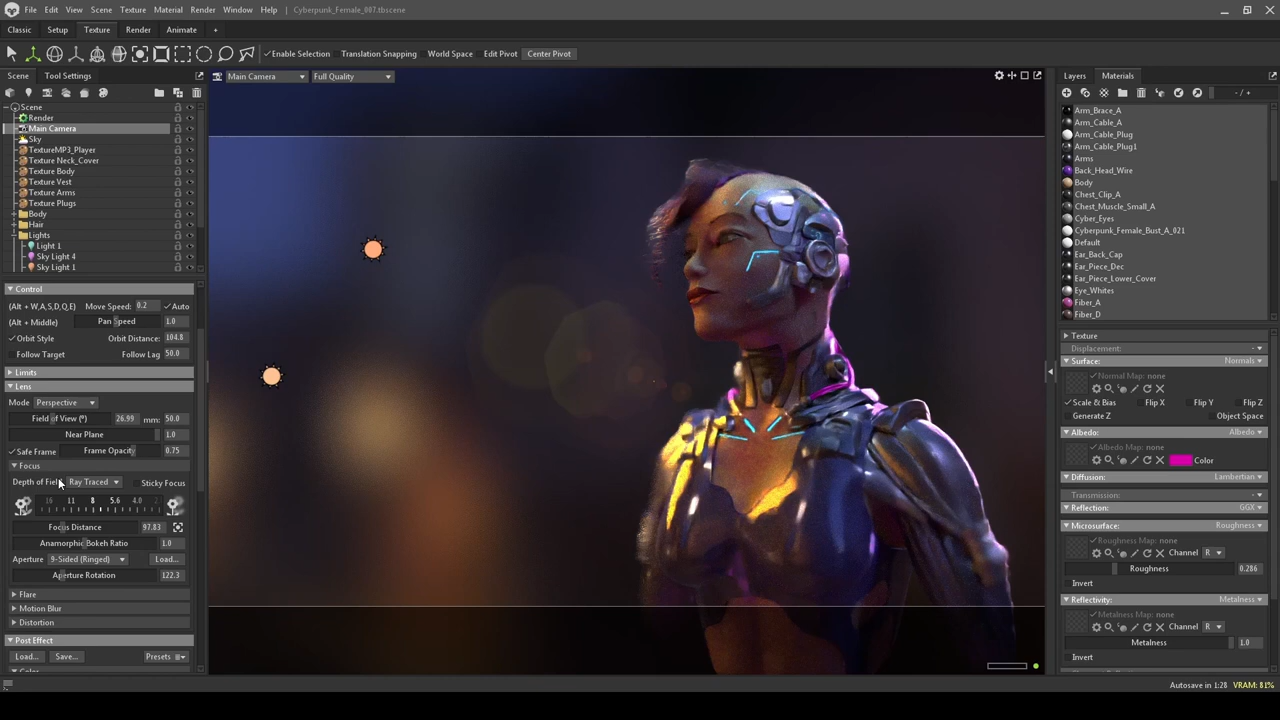 File Edit View Scene Texture Material Render Window Help Cyberpunk_Female_007.tbscene
Classic Setup Texture Render Animate +
Enable Selection Translation Snapping World Space Edit Pivot Center Pivot
Scene Tool Settings
Main Camera Full Quality
Layers Materials
- / +
Scene
Render
Main Camera
Sky
TextureMP3_Player
Texture Neck_Cover
Texture Body
Texture Vest
Texture Arms
Texture Plugs
Body
Hair
Lights
Light 1
Sky Light 4
Sky Light 1
Control
(Alt + W,A,S,D,Q,E) Move Speed: 0.2 Auto
(Alt + Middle) Pan Speed 1.0
Orbit Style Orbit Distance: 104.8
Follow Target Follow Lag 50.0
Limits
Lens
Mode Perspective
Field of View (º) 26.99 mm: 50.0
Near Plane 1.0
Safe Frame Frame Opacity 0.75
Focus
Depth of Field Ray Traced Sticky Focus
16 11 8 5.6 4.0 2
Focus Distance 97.83
Anamorphic Bokeh Ratio 1.0
Aperture 9-Sided (Ringed) Load...
Aperture Rotation 122.3
Flare
Motion Blur
Distortion
Post Effect
Load... Save... Presets
Arm_Brace_A
Arm_Cable_A
Arm_Cable_Plug
Arm_Cable_Plug1
Arms
Back_Head_Wire
Body
Chest_Clip_A
Chest_Muscle_Small_A
Cyber_Eyes
Cyberpunk_Female_Bust_A_021
Default
Ear_Back_Cap
Ear_Piece_Dec
Ear_Piece_Lower_Cover
Eye_Whites
Fiber_A
Fiber_D
Texture
Displacement:
Surface: Normals
Normal Map: none
Scale & Bias Flip X Flip Y Flip Z
Generate Z Object Space
Albedo: Albedo
Albedo Map: none
Color
Diffusion: Lambertian
Transmission:
Reflection: GGX
Microsurface: Roughness
Roughness Map: none
Channel R
Roughness 0.286
Invert
Reflectivity: Metalness
Metalness Map: none
Channel R
Metalness 1.0
Invert
Autosave in 1:28 VRAM: 81%